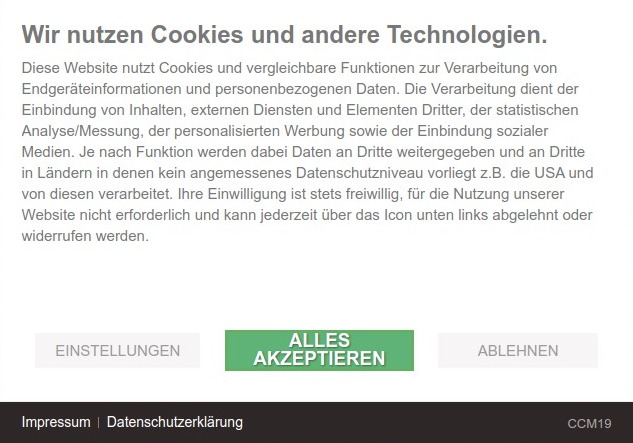 Wir nutzen Cookies und andere Technologien.
Diese Website nutzt Cookies und vergleichbare Funktionen zur Verarbeitung von
Endgeräteinformationen und personenbezogenen Daten. Die Verarbeitung dient der
Einbindung von Inhalten, externen Diensten und Elementen Dritter, der statistischen
Analyse/Messung, der personalisierten Werbung sowie der Einbindung sozialer
Medien. Je nach Funktion werden dabei Daten an Dritte weitergegeben und an Dritte
in Ländern in denen kein angemessenes Datenschutzniveau vorliegt z.B. die USA und
von diesen verarbeitet. Ihre Einwilligung ist stets freiwillig, für die Nutzung unserer
Website nicht erforderlich und kann jederzeit über das Icon unten links abgelehnt oder
widerrufen werden.
EINSTELLUNGEN
ALLES
AKZEPTIEREN
ABLEHNEN
Impressum | Datenschutzerklärung
CCM19